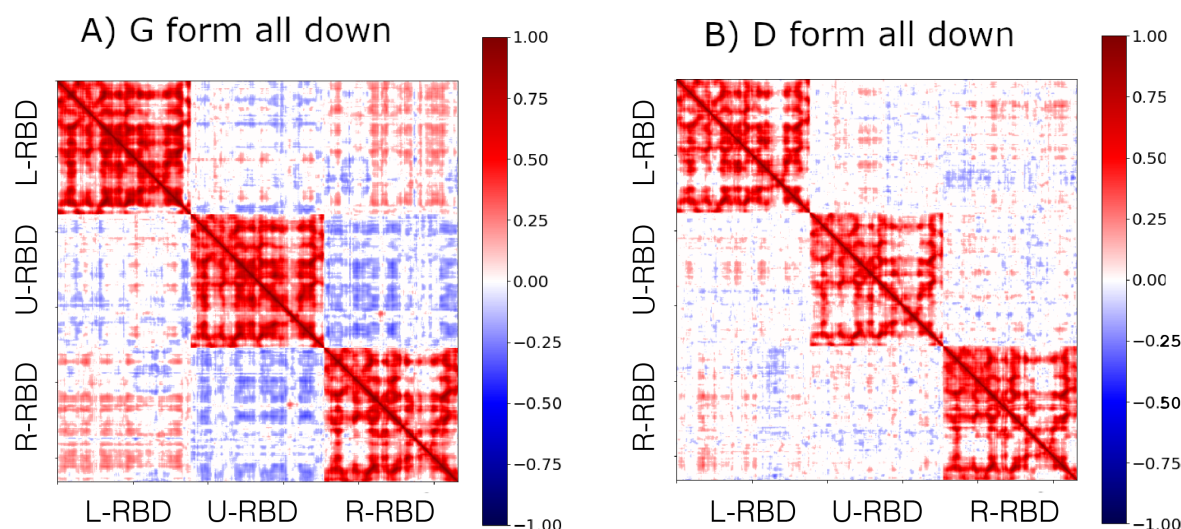 A) G form all down
L-RBD
U-RBD
R-RBD
L-RBD U-RBD R-RBD
1.00
0.75
0.50
0.25
0.00
−0.25
−0.50
−0.75
−1.00
B) D form all down
L-RBD
U-RBD
R-RBD
L-RBD U-RBD R-RBD
1.00
0.75
0.50
0.25
0.00
−0.25
−0.50
−0.75
−1.00